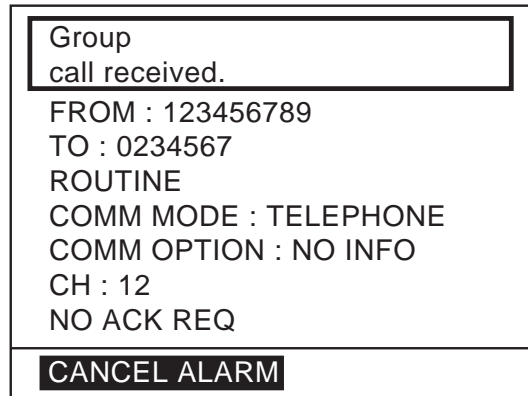 Group
call received.
FROM : 123456789
TO : 0234567
ROUTINE
COMM MODE : TELEPHONE
COMM OPTION : NO INFO
CH : 12
NO ACK REQ
CANCEL ALARM